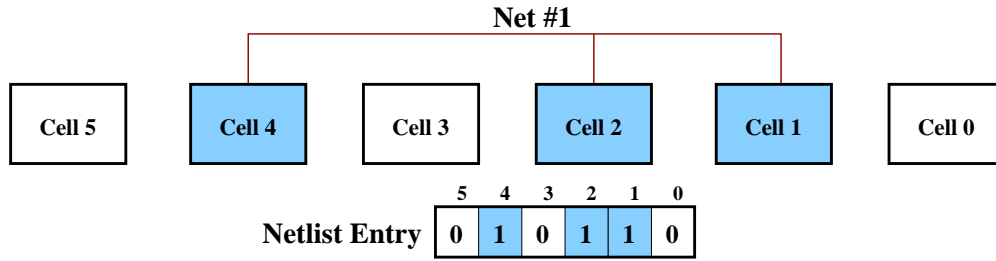 Net #1
Cell 5 Cell 4 Cell 3 Cell 2 Cell 1 Cell 0
5 4 3 2 1 0
Netlist Entry 0 1 0 1 1 0